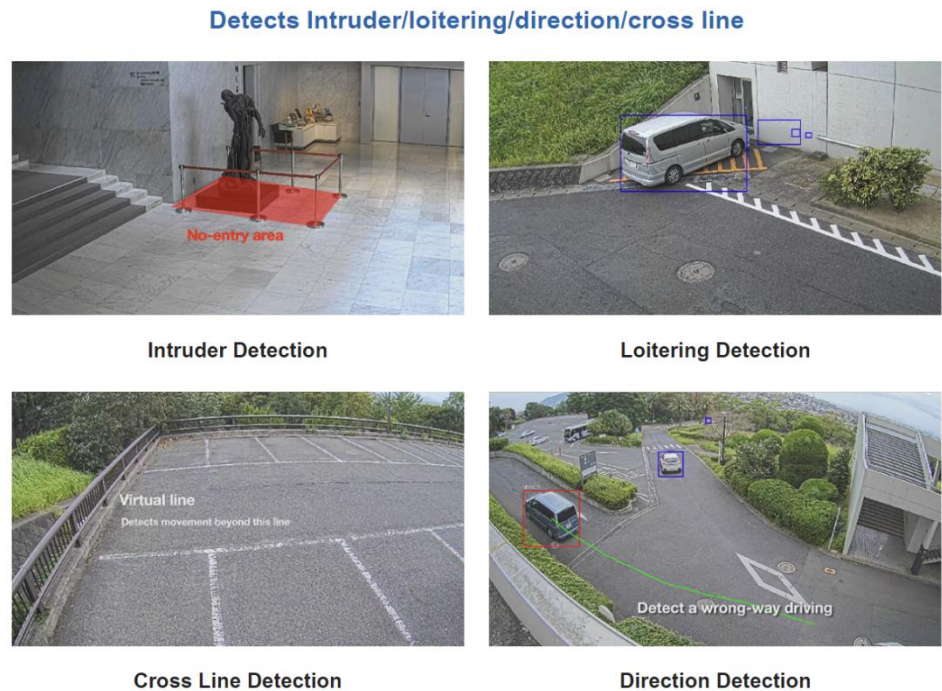 Detects Intruder/loitering/direction/cross line
No-entry area
Intruder Detection
Loitering Detection
Virtual line
Detects movement beyond this line
Detect a wrong-way driving
Cross Line Detection
Direction Detection